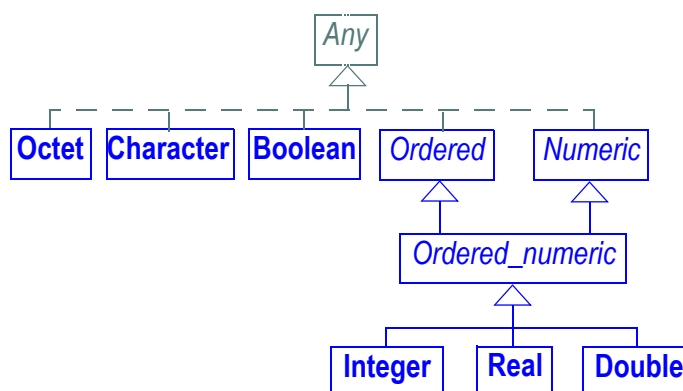 Any
Octet Character Boolean Ordered Numeric
Ordered_numeric
Integer Real Double